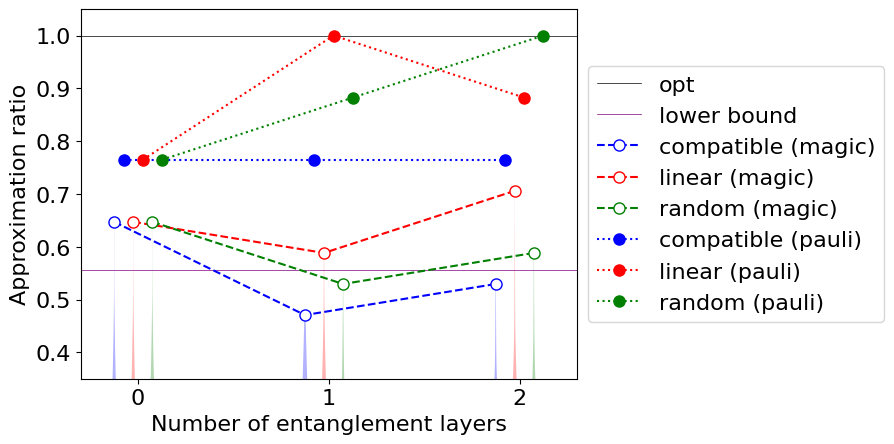 1.0
0.9
0.8
0.7
0.6
0.5
0.4
Approximation ratio
0 1 2
Number of entanglement layers
opt
lower bound
compatible (magic)
linear (magic)
random (magic)
compatible (pauli)
linear (pauli)
random (pauli)